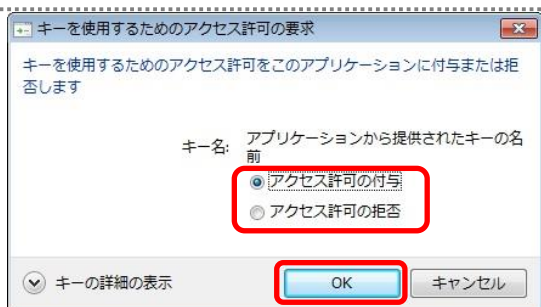 キーを使用するためのアクセス許可の要求
キーを使用するためのアクセス許可をこのアプリケーションに付与または拒
否します
キー名: アプリケーションから提供されたキーの名
前
アクセス許可の付与
アクセス許可の拒否
キーの詳細の表示 OK キャンセル